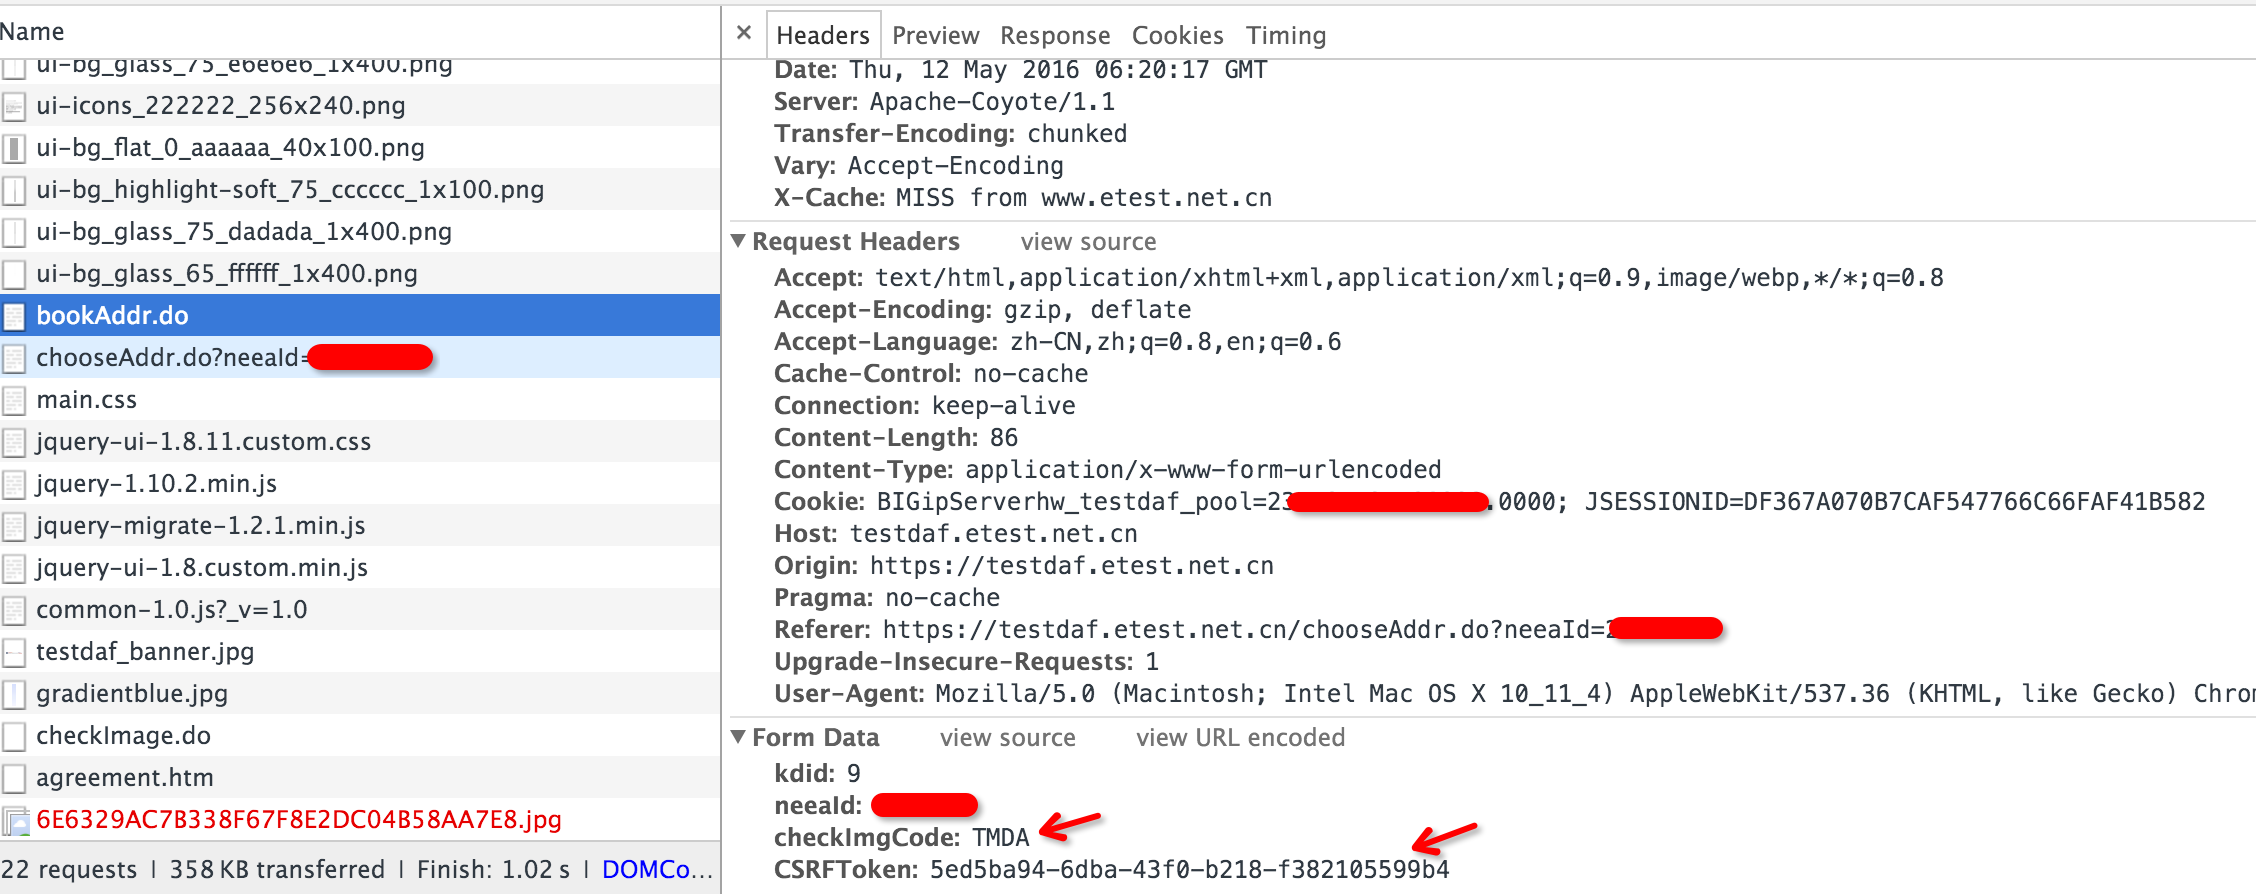 Name
ui-bg_glass_75_e6e6e6_1x400.png
ui-icons_222222_256x240.png
ui-bg_flat_0_aaaaaa_40x100.png
ui-bg_highlight-soft_75_cccccc_1x100.png
ui-bg_glass_75_dadada_1x400.png
ui-bg_glass_65_ffffff_1x400.png
bookAddr.do
chooseAddr.do?neeaId=
main.css
jquery-ui-1.8.11.custom.css
jquery-1.10.2.min.js
jquery-migrate-1.2.1.min.js
jquery-ui-1.8.custom.min.js
common-1.0.js?_v=1.0
testdaf_banner.jpg
gradientblue.jpg
checkImage.do
agreement.htm
6E6329AC7B338F67F8E2DC04B58AA7E8.jpg
22 requests | 358 KB transferred | Finish: 1.02 s | DOMCo...
× Headers Preview Response Cookies Timing
Date: Thu, 12 May 2016 06:20:17 GMT
Server: Apache-Coyote/1.1
Transfer-Encoding: chunked
Vary: Accept-Encoding
X-Cache: MISS from www.etest.net.cn
Request Headers view source
Accept: text/html,application/xhtml+xml,application/xml;q=0.9,image/webp,*/*;q=0.8
Accept-Encoding: gzip, deflate
Accept-Language: zh-CN,zh;q=0.8,en;q=0.6
Cache-Control: no-cache
Connection: keep-alive
Content-Length: 86
Content-Type: application/x-www-form-urlencoded
Cookie: BIGipServerhw_testdaf_pool=23 .0000; JSESSIONID=DF367A070B7CAF547766C66FAF41B582
Host: testdaf.etest.net.cn
Origin: https://testdaf.etest.net.cn
Pragma: no-cache
Referer: https://testdaf.etest.net.cn/chooseAddr.do?neeaId=2
Upgrade-Insecure-Requests: 1
User-Agent: Mozilla/5.0 (Macintosh; Intel Mac OS X 10_11_4) AppleWebKit/537.36 (KHTML, like Gecko) Chro
Form Data view source view URL encoded
kdid: 9
neeaId:
checkImgCode: TMDA
CSRFToken: 5ed5ba94-6dba-43f0-b218-f382105599b4